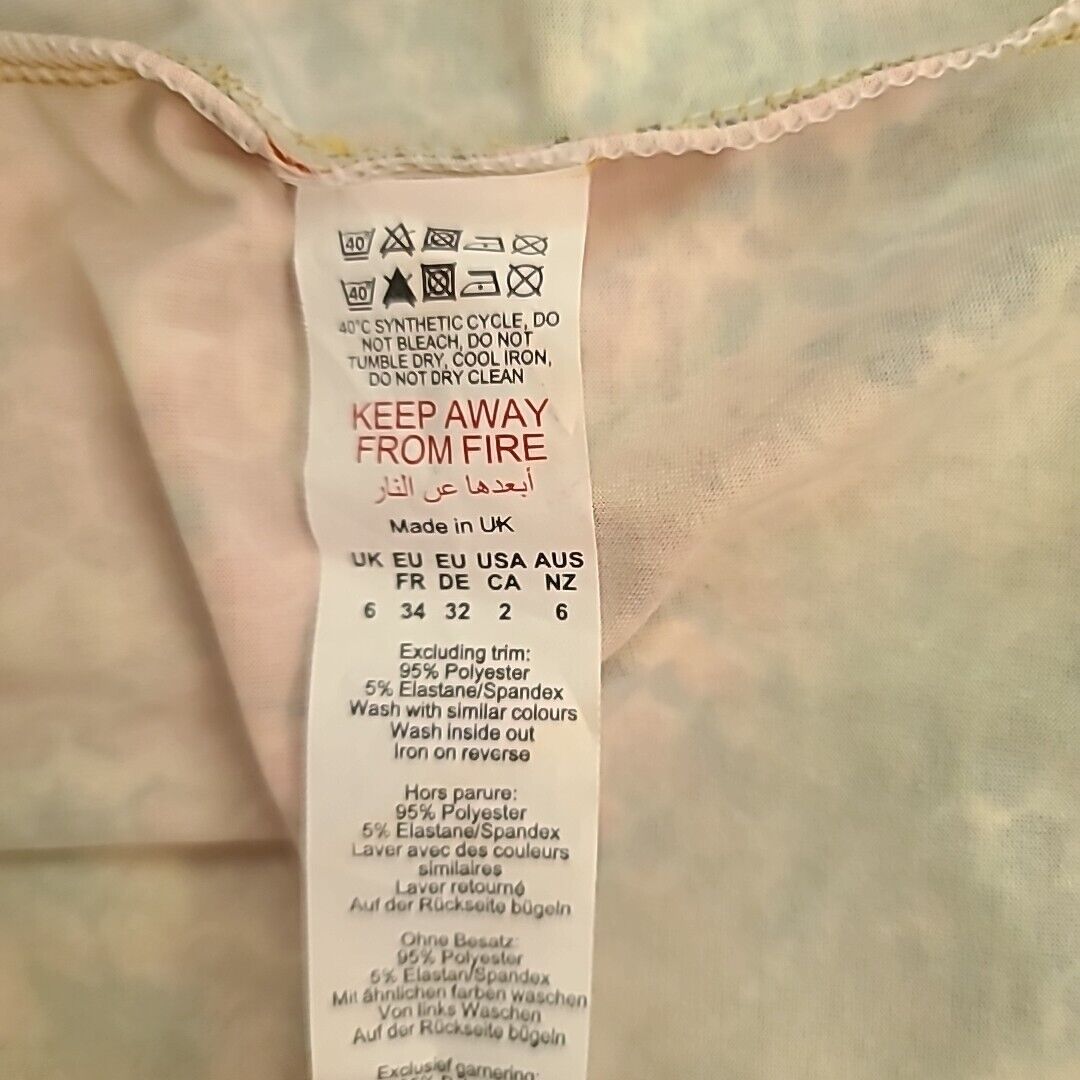 40
40
40°C SYNTHETIC CYCLE, DO
NOT BLEACH, DO NOT
TUMBLE DRY, COOL IRON,
DO NOT DRY CLEAN
KEEP AWAY
FROM FIRE
أبعدها عن النار
Made in UK
UK EU EU USA AUS
FR DE CA NZ
6 34 32 2 6
Excluding trim:
95% Polyester
5% Elastane/Spandex
Wash with similar colours
Wash inside out
Iron on reverse
Hors parure:
95% Polyester
5% Elastane/Spandex
Laver avec des couleurs
similaires
Laver retourné
Auf der Rückseite bügeln
Ohne Besatz:
95% Polyester
5% Elastan/Spandex
Mit ähnlichen farben waschen
Von links Waschen
Auf der Rückseite bügeln
Exclusief garnering: